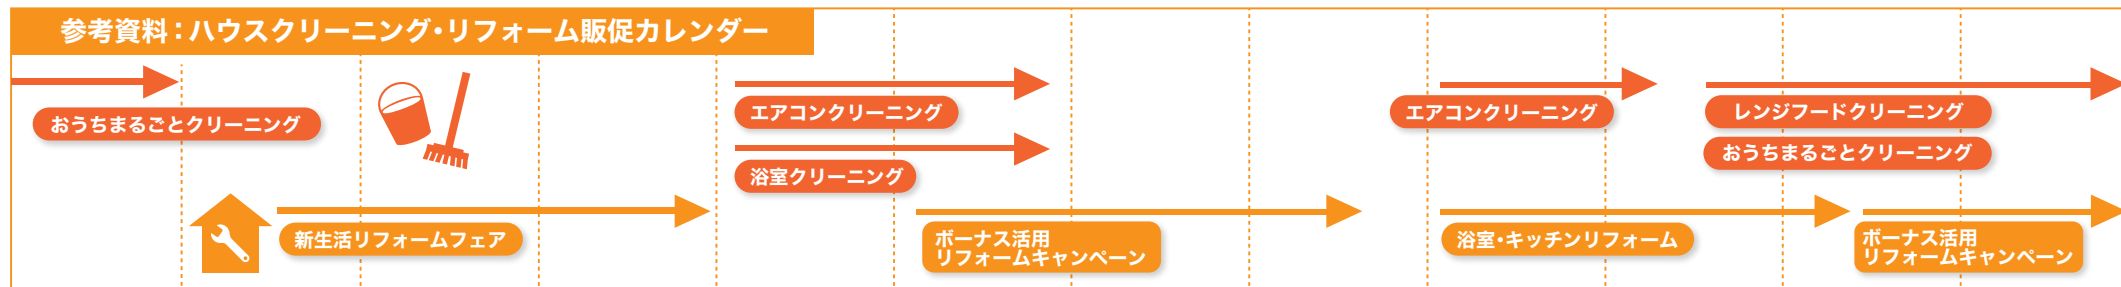 参考資料：ハウスクリーニング・リフォーム販促カレンダー
おうちまるごとクリーニング
エアコンクリーニング
浴室クリーニング
エアコンクリーニング
レンジフードクリーニング
おうちまるごとクリーニング
新生活リフォームフェア
ボーナス活用
リフォームキャンペーン
浴室・キッチンリフォーム
ボーナス活用
リフォームキャンペーン